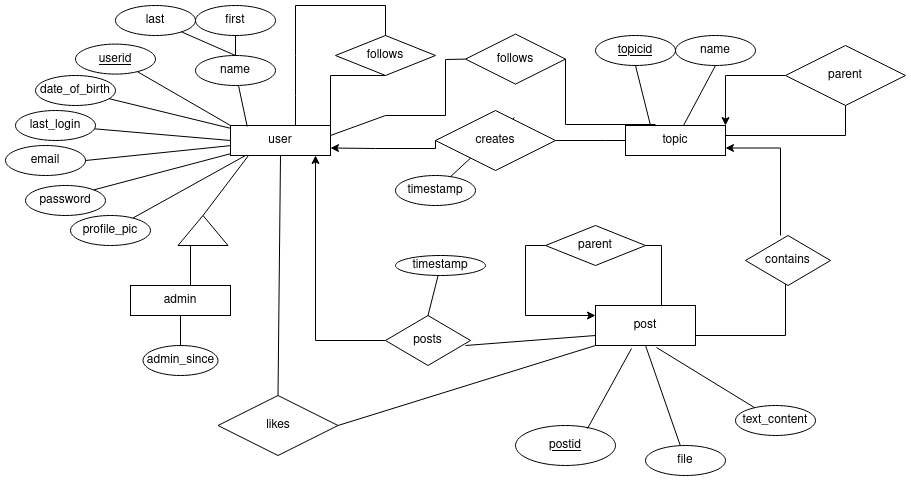 last
first
follows
userid
name
follows
topicid
name
parent
date_of_birth
last_login
user
creates
topic
email
timestamp
password
profile_pic
parent
contains
timestamp
admin
post
posts
admin_since
likes
text_content
postid
file